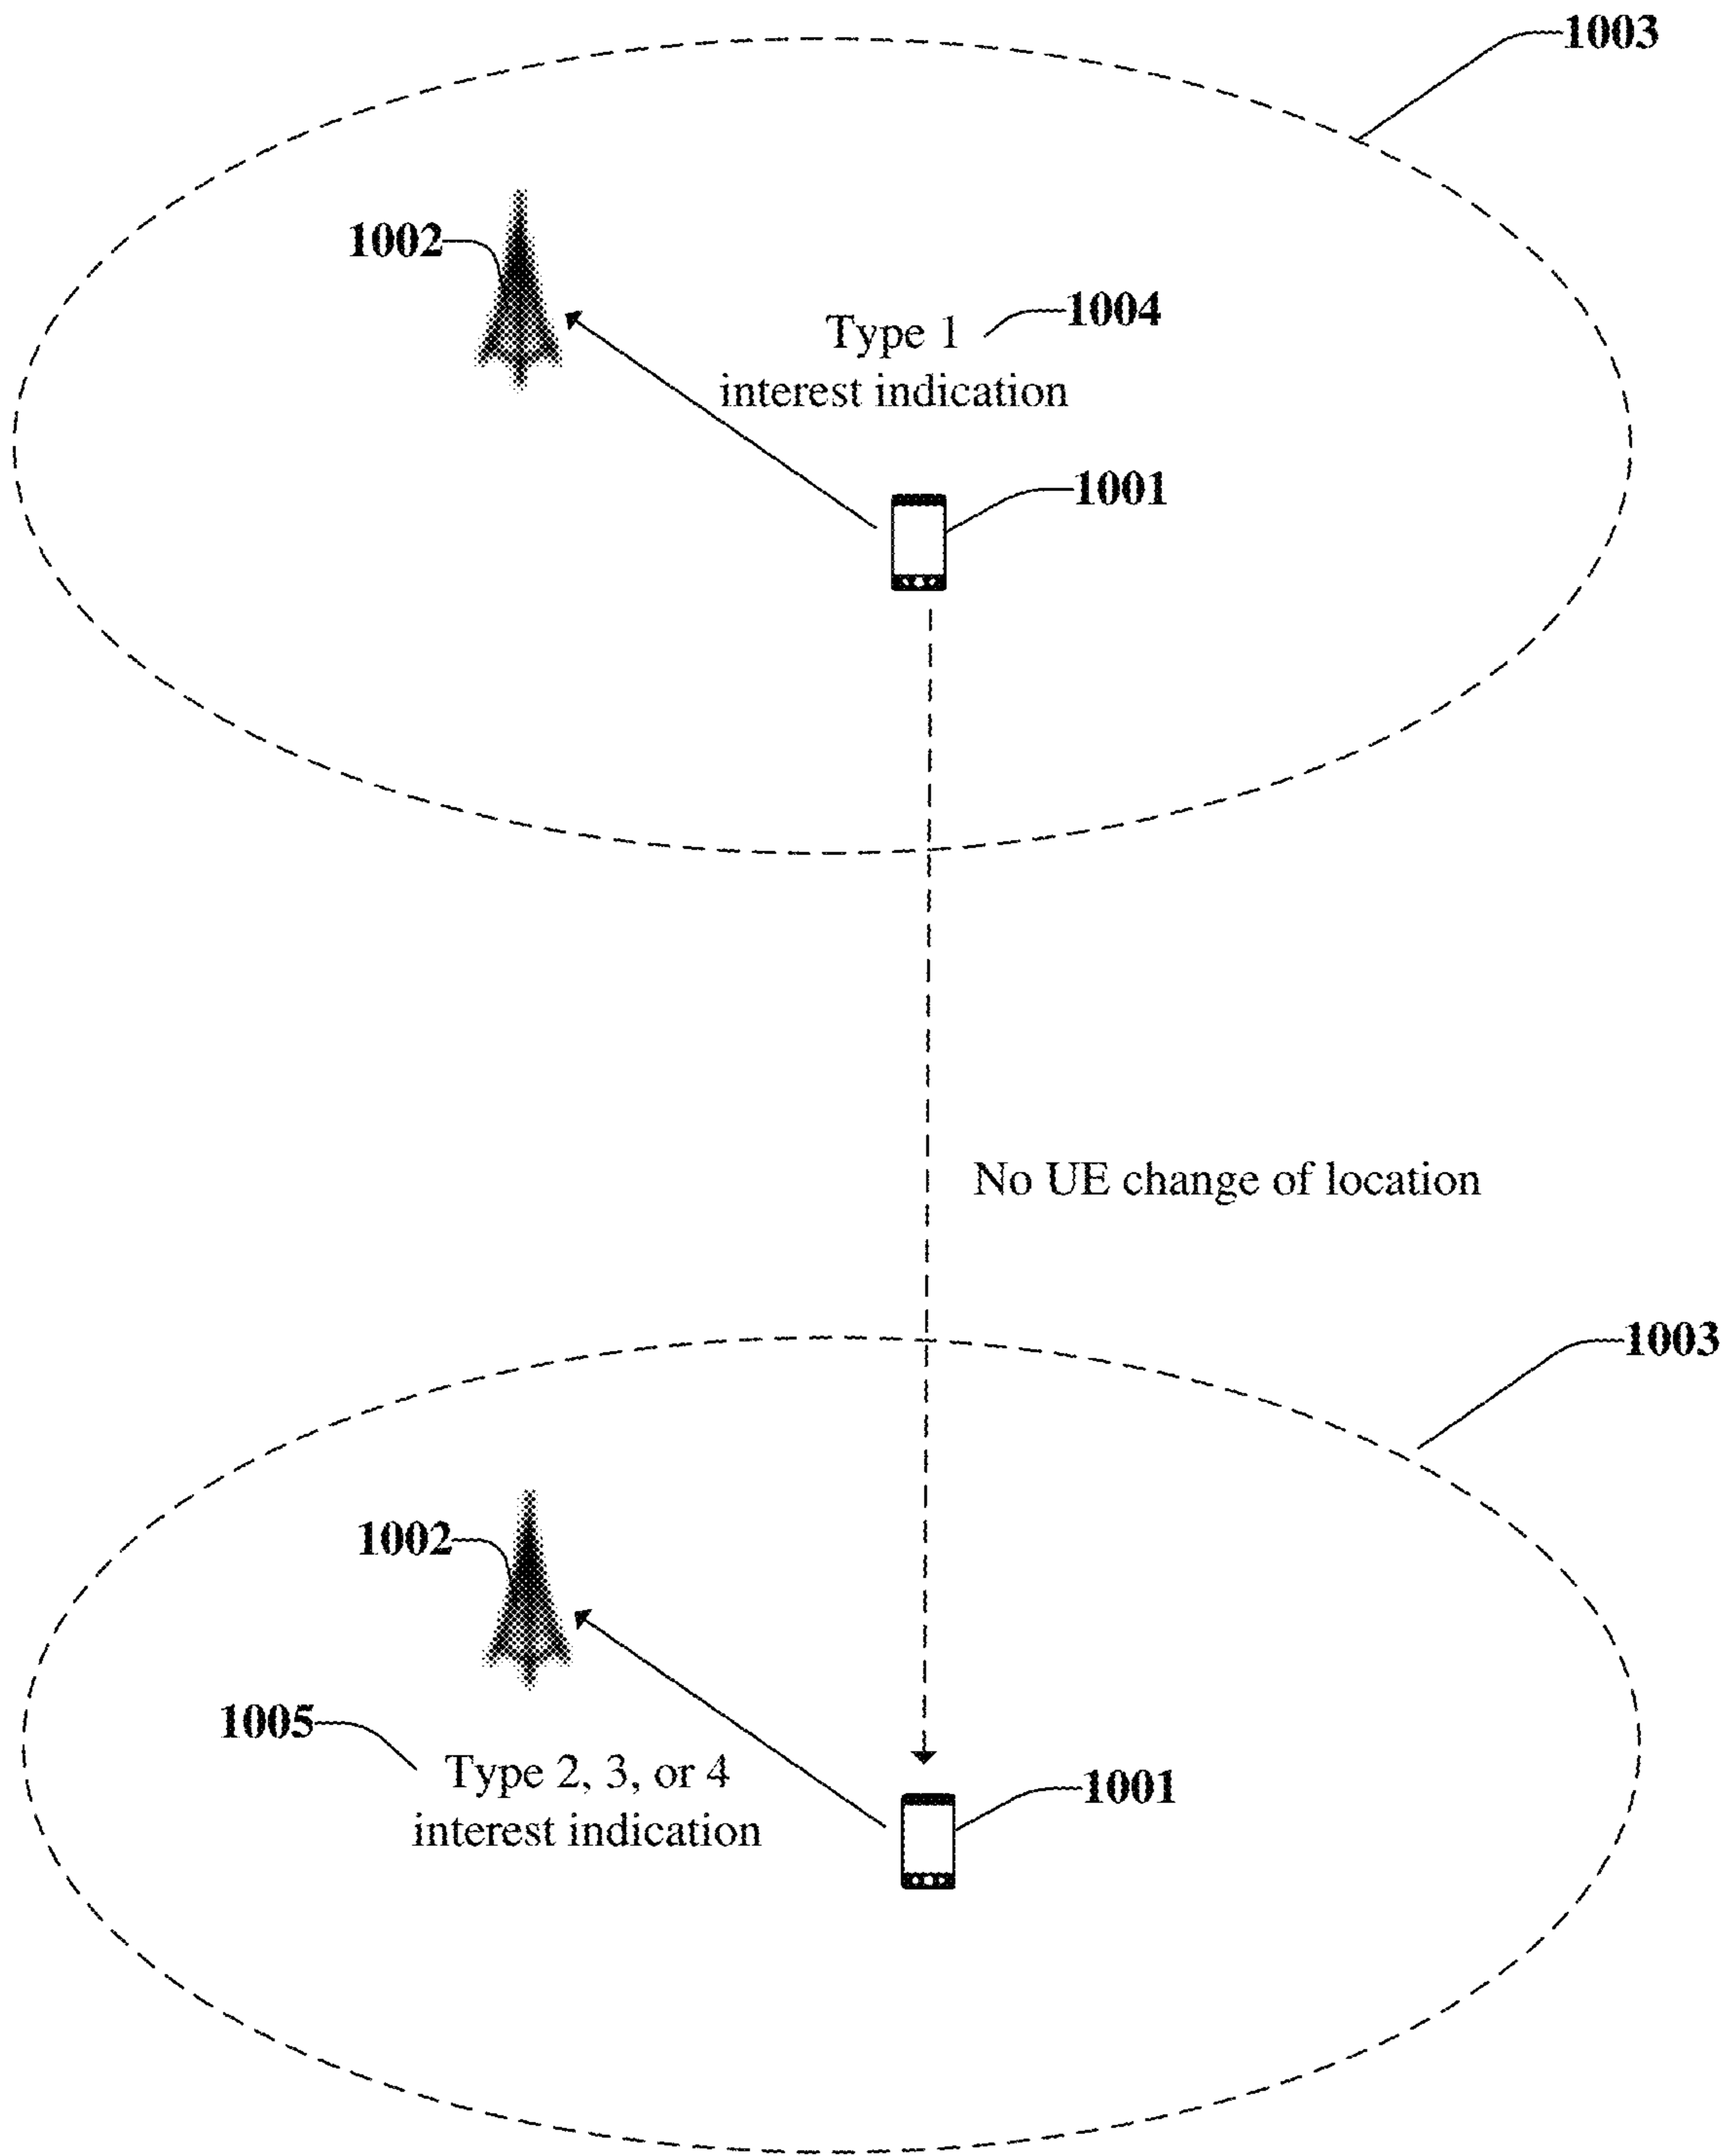 1003
1002
1004
Type 1
interest indication
1001
No UE change of location
1003
1002
1005
Type 2, 3, or 4
interest indication
1001